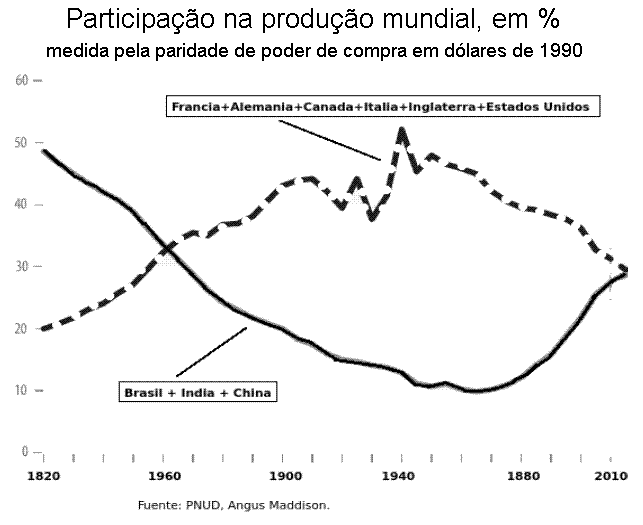 Participação na produção mundial, em %
medida pela paridade de poder de compra em dólares de 1990
60
Francia+Alemania+Canada+Italia+Inglaterra+Estados Unidos
50
40
30
20
10
Brasil + India + China
0
1820 1960 1900 1940 1880 2010
Fuente: PNUD, Angus Maddison.